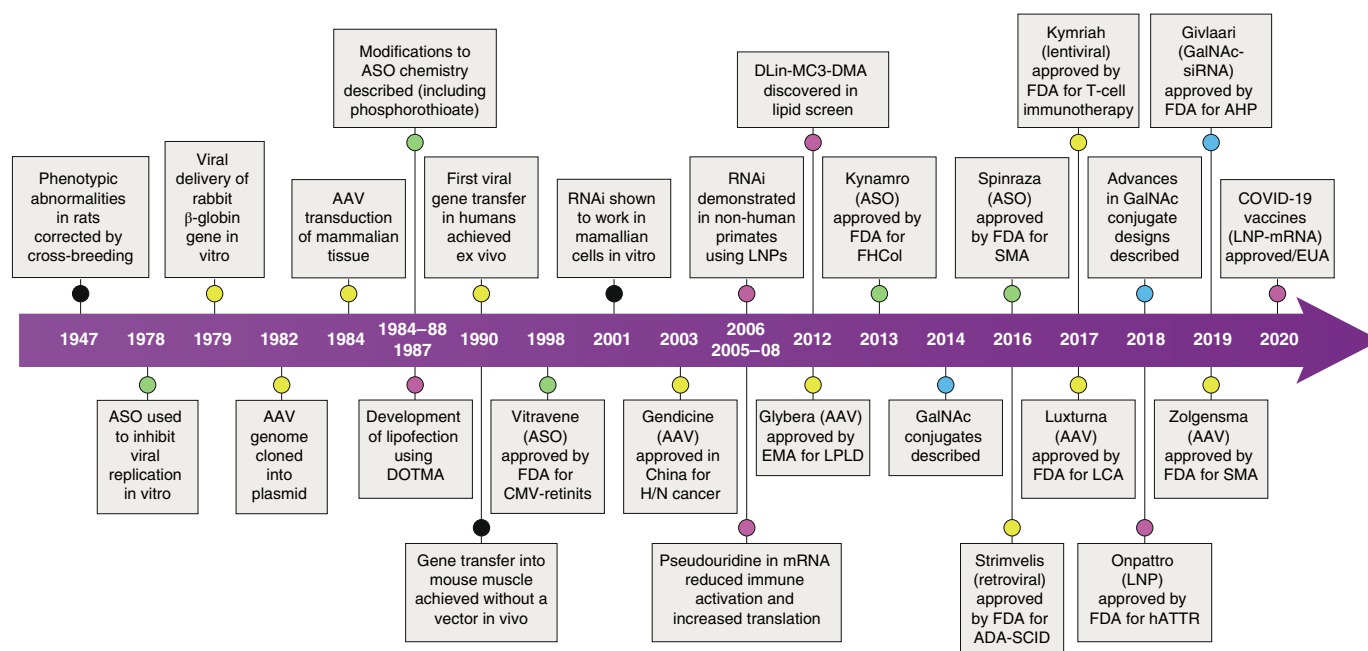 Modifications to
ASO chemistry
described (including
phosphorothioate)
DLin-MC3-DMA
discovered in
lipid screen
Kymriah
(lentiviral)
approved by
FDA for T-cell
immunotherapy
Givlaari
(GalNAc-
siRNA)
approved by
FDA for AHP
Phenotypic
abnormalities
in rats
corrected by
cross-breeding
Viral
delivery of
rabbit
β-globin
gene in
vitro
AAV
transduction
of mammalian
tissue
First viral
gene transfer
in humans
achieved
ex vivo
RNAi shown
to work in
mamallian
cells in vitro
RNAi
demonstrated
in non-human
primates
using LNPs
Kynamro
(ASO)
approved by
FDA for
FHCol
Spinraza
(ASO)
approved
by FDA for
SMA
Advances
in GalNAc
conjugate
designs
described
COVID-19
vaccines
(LNP-mRNA)
approved/EUA
1947
1978
1979
1982
1984
1984–88
1987
1990
1998
2001
2003
2006
2005–08
2012
2013
2014
2016
2017
2018
2019
2020
ASO used
to inhibit
viral
replication
in vitro
AAV
genome
cloned
into
plasmid
Development
of lipofection
using
DOTMA
Vitravene
(ASO)
approved by
FDA for
CMV-retinits
Gendicine
(AAV)
approved in
China for
H/N cancer
Glybera (AAV)
approved by
EMA for LPLD
GalNAc
conjugates
described
Luxturna
(AAV)
approved by
FDA for LCA
Zolgensma
(AAV)
approved by
FDA for SMA
Gene transfer into
mouse muscle
achieved without a
vector in vivo
Pseudouridine in mRNA
reduced immune
activation and
increased translation
Strimvelis
(retroviral)
approved
by FDA for
ADA-SCID
Onpattro
(LNP)
approved by
FDA for hATTR